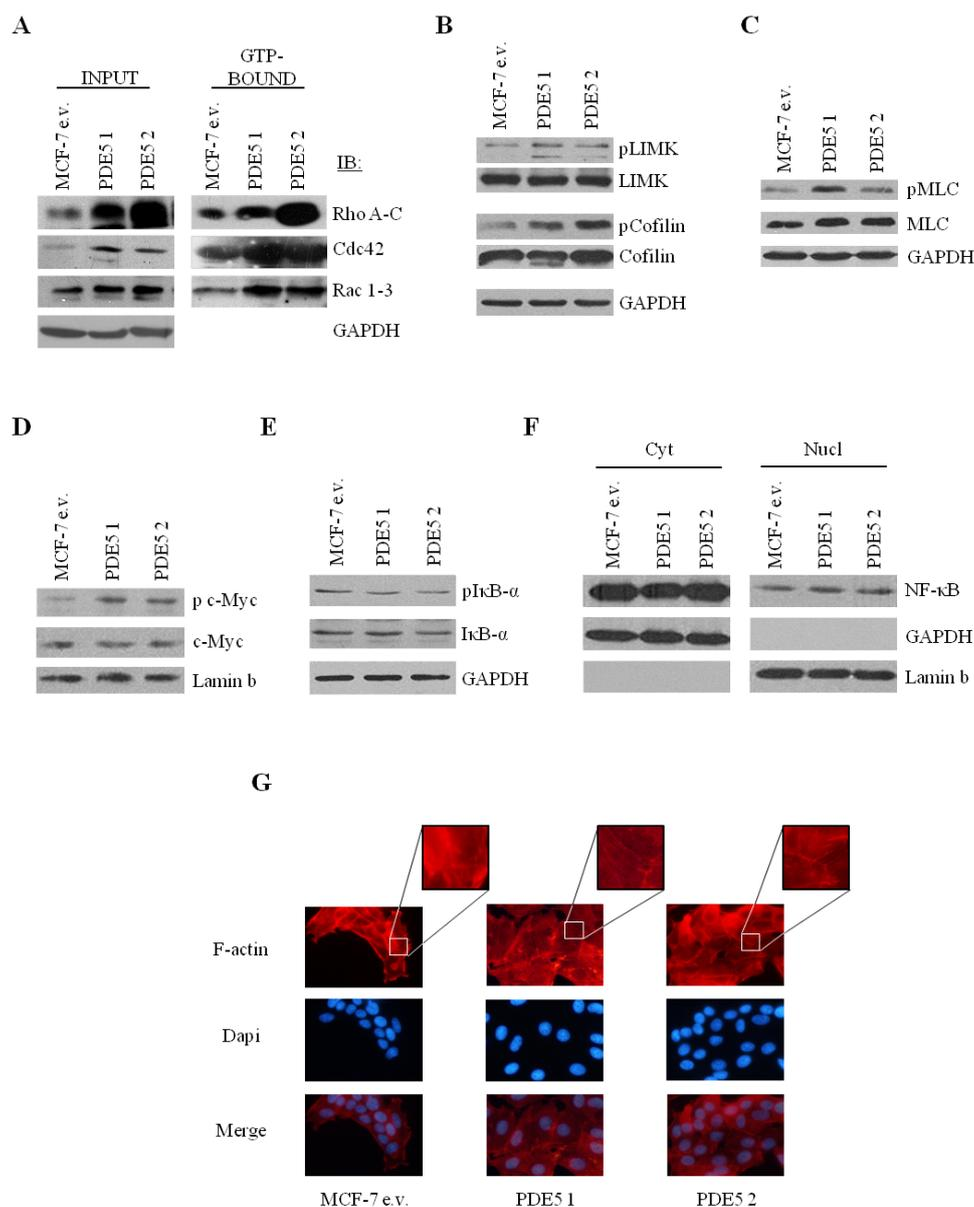 A
INPUT
GTP-
BOUND
MCF-7 e.v.
PDE5 1
PDE5 2
MCF-7 e.v.
PDE5 1
PDE5 2
IB:
Rho A-C
Cdc42
Rac 1-3
GAPDH
B
MCF-7 e.v.
PDE5 1
PDE5 2
pLIMK
LIMK
pCofilin
Cofilin
GAPDH
C
MCF-7 e.v.
PDE5 1
PDE5 2
pMLC
MLC
GAPDH
D
MCF-7 e.v.
PDE5 1
PDE5 2
p c-Myc
c-Myc
Lamin b
E
MCF-7 e.v.
PDE5 1
PDE5 2
pIκB-α
IκB-α
GAPDH
F
Cyt
Nucl
MCF-7 e.v.
PDE5 1
PDE5 2
MCF-7 e.v.
PDE5 1
PDE5 2
NF-κB
GAPDH
Lamin b
G
F-actin
Dapi
Merge
MCF-7 e.v.
PDE5 1
PDE5 2